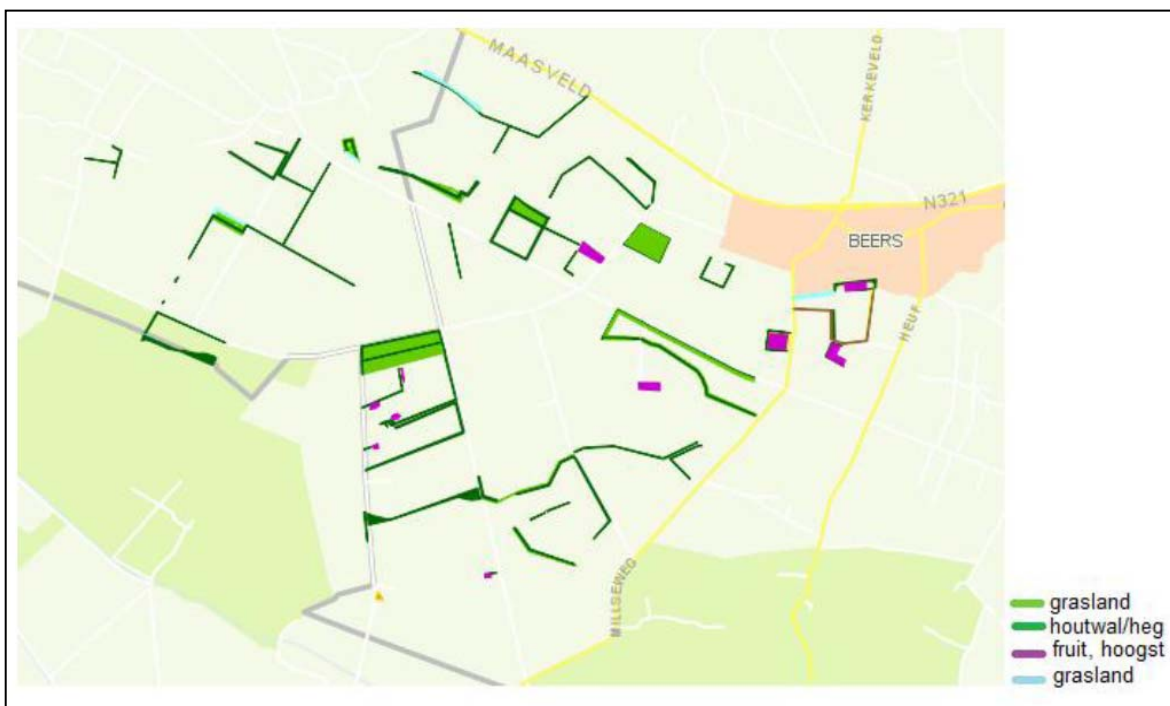 MAASVELD
KERKEVELD
N321
BEERS
HEUF
MILLSEWEG
grasland
houtwal/heg
fruit, hoogst
grasland